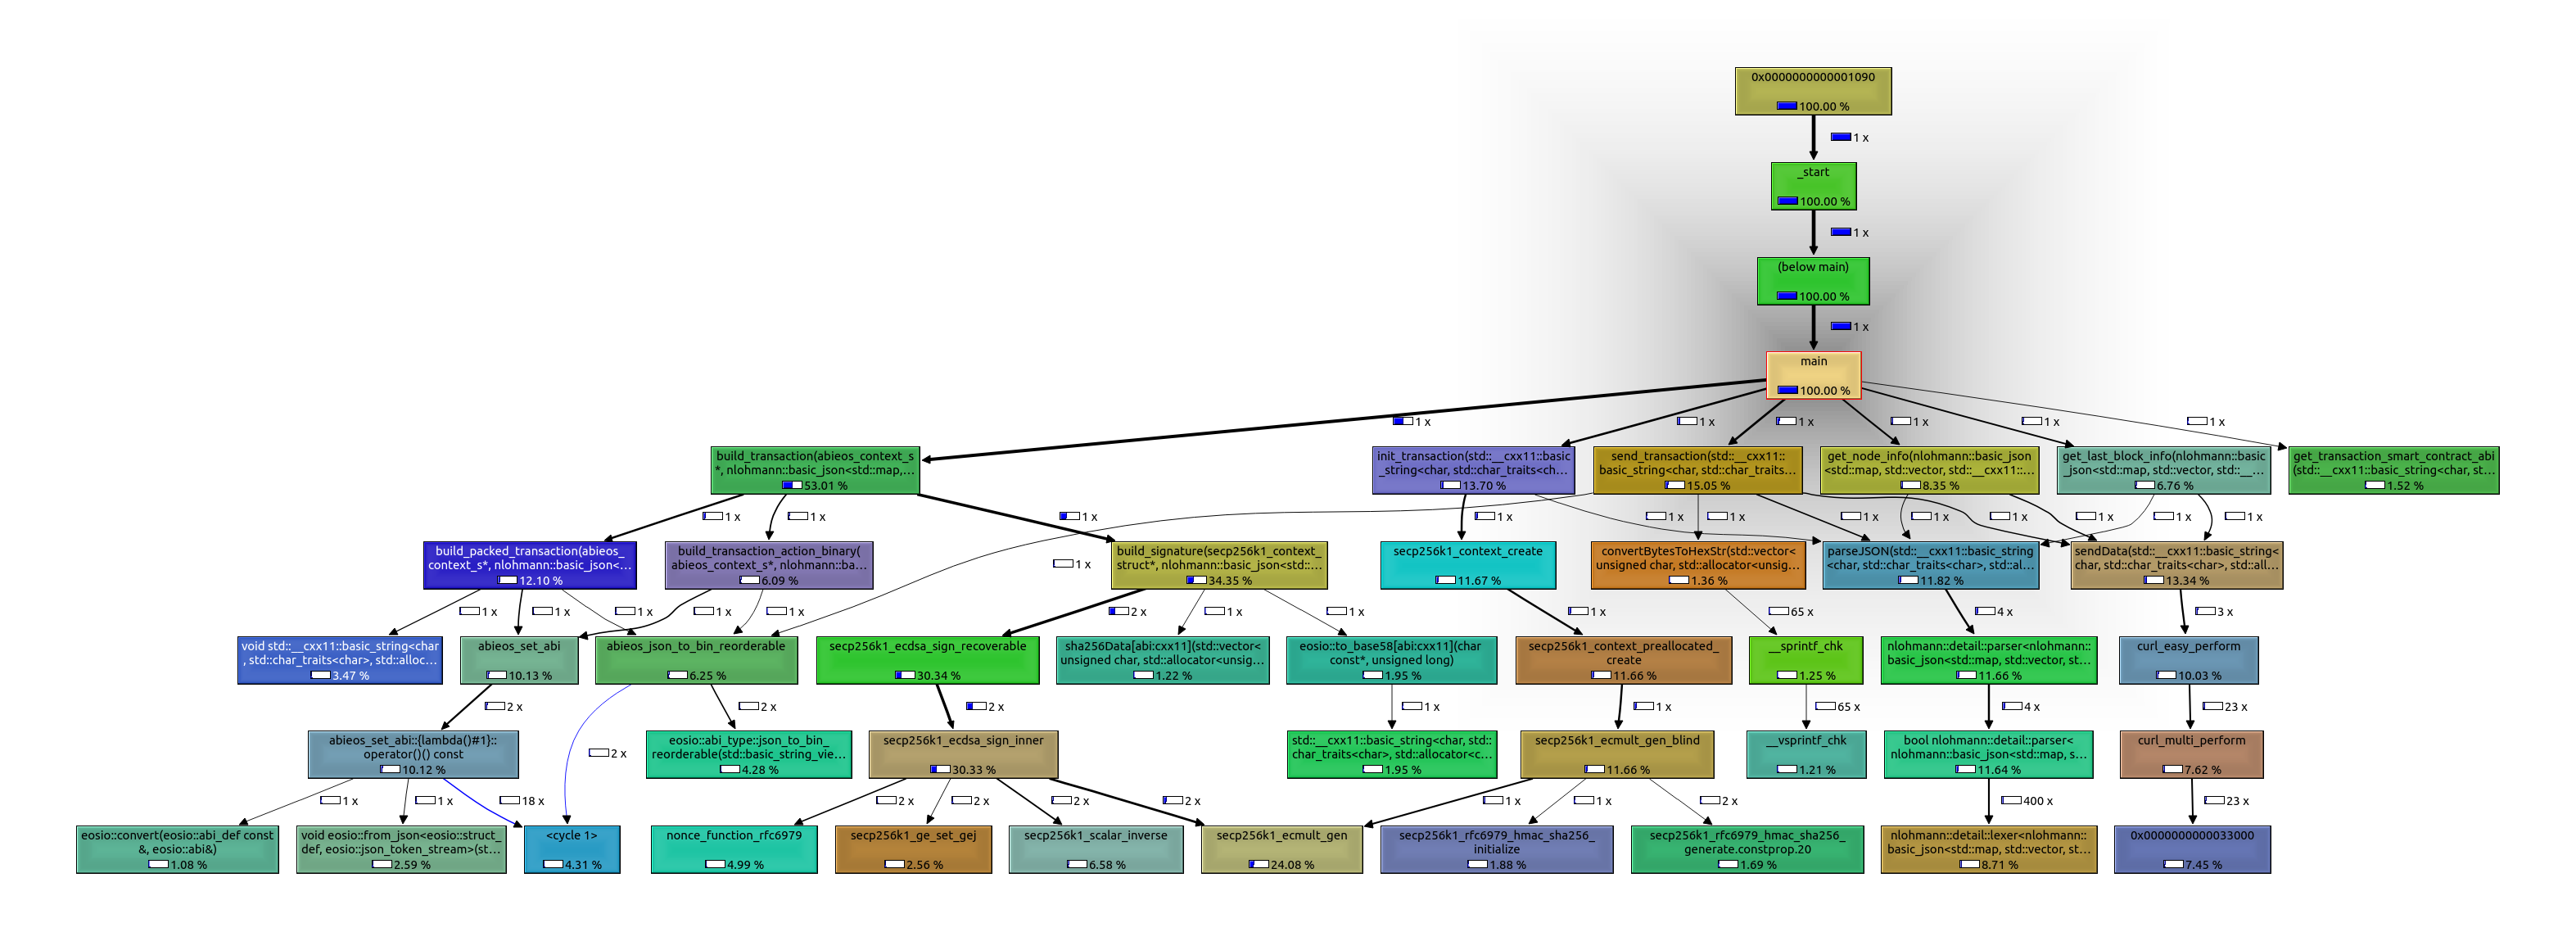 0x0000000000001090
100.00 %
1 x
_start
100.00 %
1 x
(below main)
100.00 %
1 x
main
100.00 %
1 x
1 x
1 x
1 x
1 x
1 x
build_transaction(abieos_context_s
*, nlohmann::basic_json<std::map,...
53.01 %
init_transaction(std::__cxx11::basic
_string<char, std::char_traits<ch...
13.70 %
send_transaction(std::__cxx11::
basic_string<char, std::char_traits...
15.05 %
get_node_info(nlohmann::basic_json
<std::map, std::vector, std::__cxx11::...
8.35 %
get_last_block_info(nlohmann::basic
_json<std::map, std::vector, std::__...
6.76 %
get_transaction_smart_contract_abi
(std::__cxx11::basic_string<char, st...
1.52 %
1 x
1 x
1 x
1 x
1 x
1 x
1 x
1 x
1 x
1 x
1 x
1 x
1 x
build_packed_transaction(abieos_
context_s*, nlohmann::basic_json<...
12.10 %
build_transaction_action_binary(
abieos_context_s*, nlohmann::ba...
6.09 %
build_signature(secp256k1_context_
struct*, nlohmann::basic_json<std::...
34.35 %
secp256k1_context_create
11.67 %
convertBytesToHexStr(std::vector<
unsigned char, std::allocator<unsig...
1.36 %
parseJSON(std::__cxx11::basic_string
<char, std::char_traits<char>, std::al...
11.82 %
sendData(std::__cxx11::basic_string<
char, std::char_traits<char>, std::all...
13.34 %
1 x
1 x
1 x
1 x
1 x
2 x
1 x
1 x
1 x
65 x
4 x
3 x
void std::__cxx11::basic_string<char
, std::char_traits<char>, std::alloc...
3.47 %
abieos_set_abi
10.13 %
abieos_json_to_bin_reorderable
6.25 %
secp256k1_ecdsa_sign_recoverable
30.34 %
sha256Data[abi:cxx11](std::vector<
unsigned char, std::allocator<unsig...
1.22 %
eosio::to_base58[abi:cxx11](char
const*, unsigned long)
1.95 %
secp256k1_context_preallocated_
create
11.66 %
__sprintf_chk
1.25 %
nlohmann::detail::parser<nlohmann::
basic_json<std::map, std::vector, st...
11.66 %
curl_easy_perform
10.03 %
2 x
2 x
2 x
2 x
1 x
1 x
65 x
4 x
23 x
abieos_set_abi::{lambda()#1}::
operator()() const
10.12 %
eosio::abi_type::json_to_bin_
reorderable(std::basic_string_vie...
4.28 %
secp256k1_ecdsa_sign_inner
30.33 %
std::__cxx11::basic_string<char, std::
char_traits<char>, std::allocator<c...
1.95 %
secp256k1_ecmult_gen_blind
11.66 %
__vsprintf_chk
1.21 %
bool nlohmann::detail::parser<
nlohmann::basic_json<std::map, s...
11.64 %
curl_multi_perform
7.62 %
1 x
1 x
18 x
2 x
2 x
2 x
2 x
1 x
1 x
2 x
400 x
23 x
eosio::convert(eosio::abi_def const
&, eosio::abi&)
1.08 %
void eosio::from_json<eosio::struct_
def, eosio::json_token_stream>(st...
2.59 %
<cycle 1>
4.31 %
nonce_function_rfc6979
4.99 %
secp256k1_ge_set_gej
2.56 %
secp256k1_scalar_inverse
6.58 %
secp256k1_ecmult_gen
24.08 %
secp256k1_rfc6979_hmac_sha256_
initialize
1.88 %
secp256k1_rfc6979_hmac_sha256_
generate.constprop.20
1.69 %
nlohmann::detail::lexer<nlohmann::
basic_json<std::map, std::vector, st...
8.71 %
0x0000000000033000
7.45 %